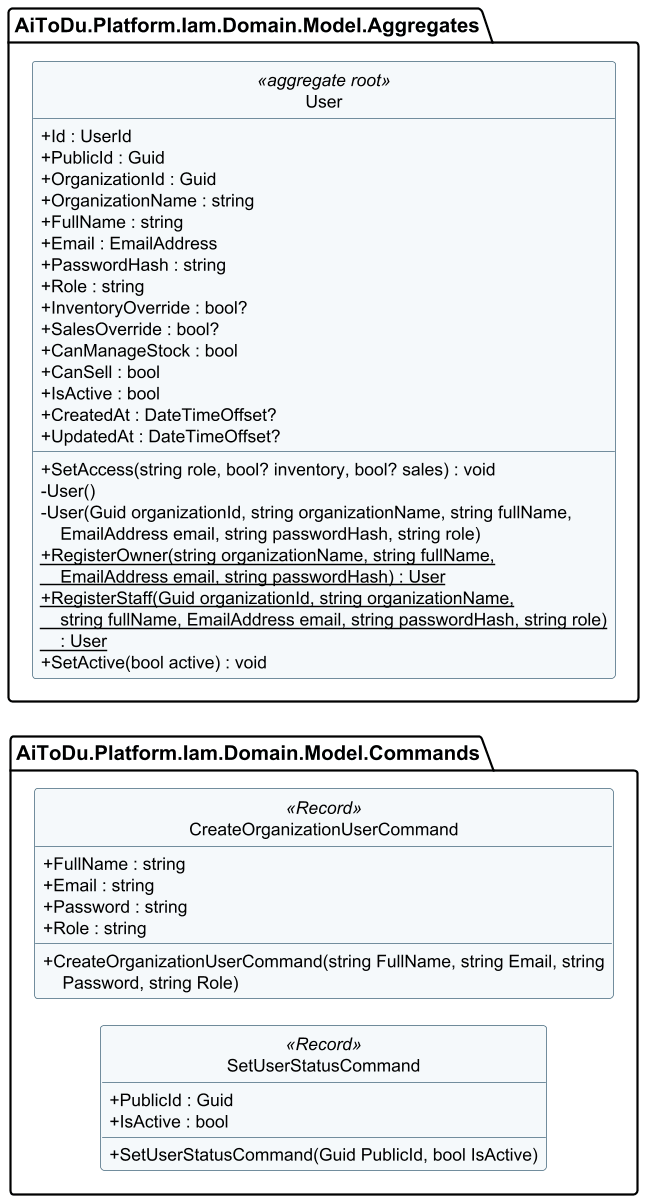 AiToDu.Platform.Iam.Domain.Model.Aggregates
«aggregate root»
User
+Id : UserId
+PublicId : Guid
+OrganizationId : Guid
+OrganizationName : string
+FullName : string
+Email : EmailAddress
+PasswordHash : string
+Role : string
+InventoryOverride : bool?
+SalesOverride : bool?
+CanManageStock : bool
+CanSell : bool
+IsActive : bool
+CreatedAt : DateTimeOffset?
+UpdatedAt : DateTimeOffset?
+SetAccess(string role, bool? inventory, bool? sales) : void
-User()
-User(Guid organizationId, string organizationName, string fullName,
EmailAddress email, string passwordHash, string role)
+RegisterOwner(string organizationName, string fullName,
EmailAddress email, string passwordHash) : User
+RegisterStaff(Guid organizationId, string organizationName,
string fullName, EmailAddress email, string passwordHash, string role)
: User
+SetActive(bool active) : void
AiToDu.Platform.Iam.Domain.Model.Commands
«Record»
CreateOrganizationUserCommand
+FullName : string
+Email : string
+Password : string
+Role : string
+CreateOrganizationUserCommand(string FullName, string Email, string
Password, string Role)
«Record»
SetUserStatusCommand
+PublicId : Guid
+IsActive : bool
+SetUserStatusCommand(Guid PublicId, bool IsActive)